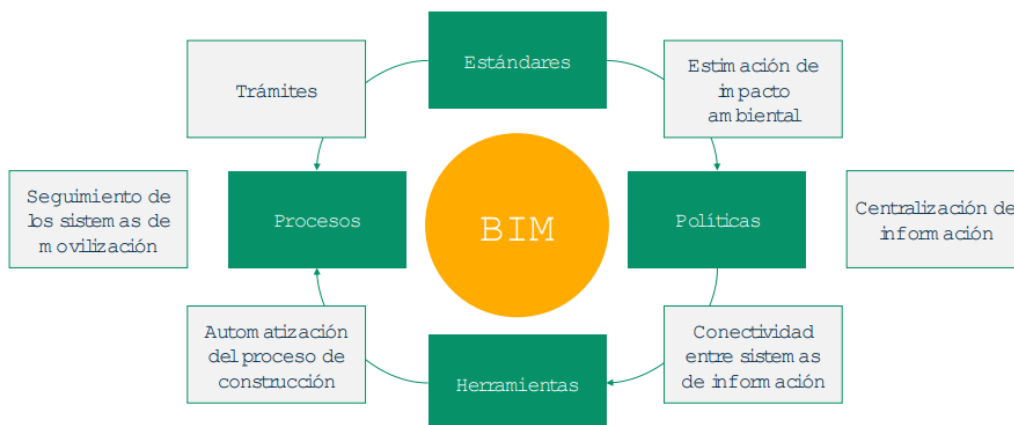 Estándares
Trámites
Estimación de
impacto
ambiental
Seguimiento de
los sistemas de
movilización
Procesos
BIM
Políticas
Centralización de
información
Automatización
del proceso de
construcción
Herramientas
Conectividad
entre sistemas
de información